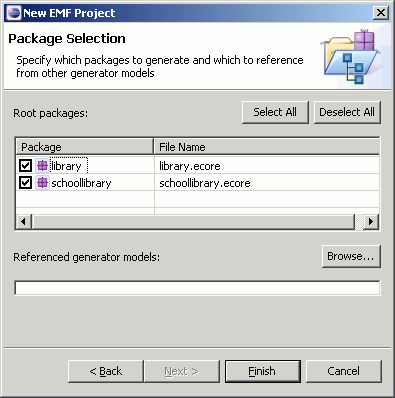 New EMF Project
Package Selection
Specify which packages to generate and which to reference
from other generator models
Root packages: Select All Deselect All
Package File Name
library library.ecore
schoollibrary schoollibrary.ecore
Referenced generator models: Browse...
< Back Next > Finish Cancel